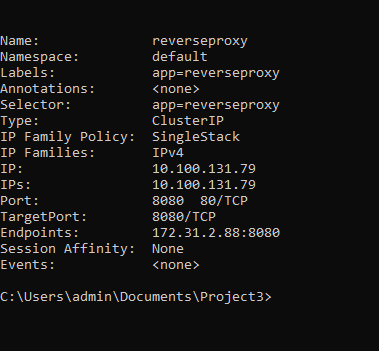 Name: reverseproxy
Namespace: default
Labels: app=reverseproxy
Annotations: <none>
Selector: app=reverseproxy
Type: ClusterIP
IP Family Policy: SingleStack
IP Families: IPv4
IP: 10.100.131.79
IPs: 10.100.131.79
Port: 8080 80/TCP
TargetPort: 8080/TCP
Endpoints: 172.31.2.88:8080
Session Affinity: None
Events: <none>
C:\Users\admin\Documents\Project3>